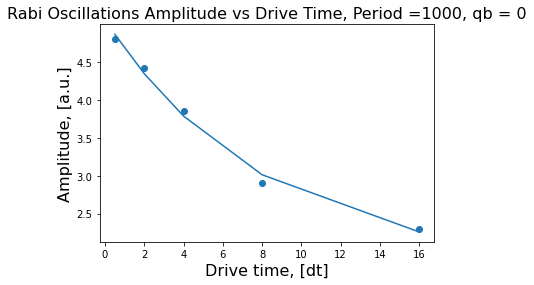 Rabi Oscillations Amplitude vs Drive Time, Period =1000, qb = 0
Amplitude, [a.u.]
4.5
4.0
3.5
3.0
2.5
0 2 4 6 8 10 12 14 16
Drive time, [dt]